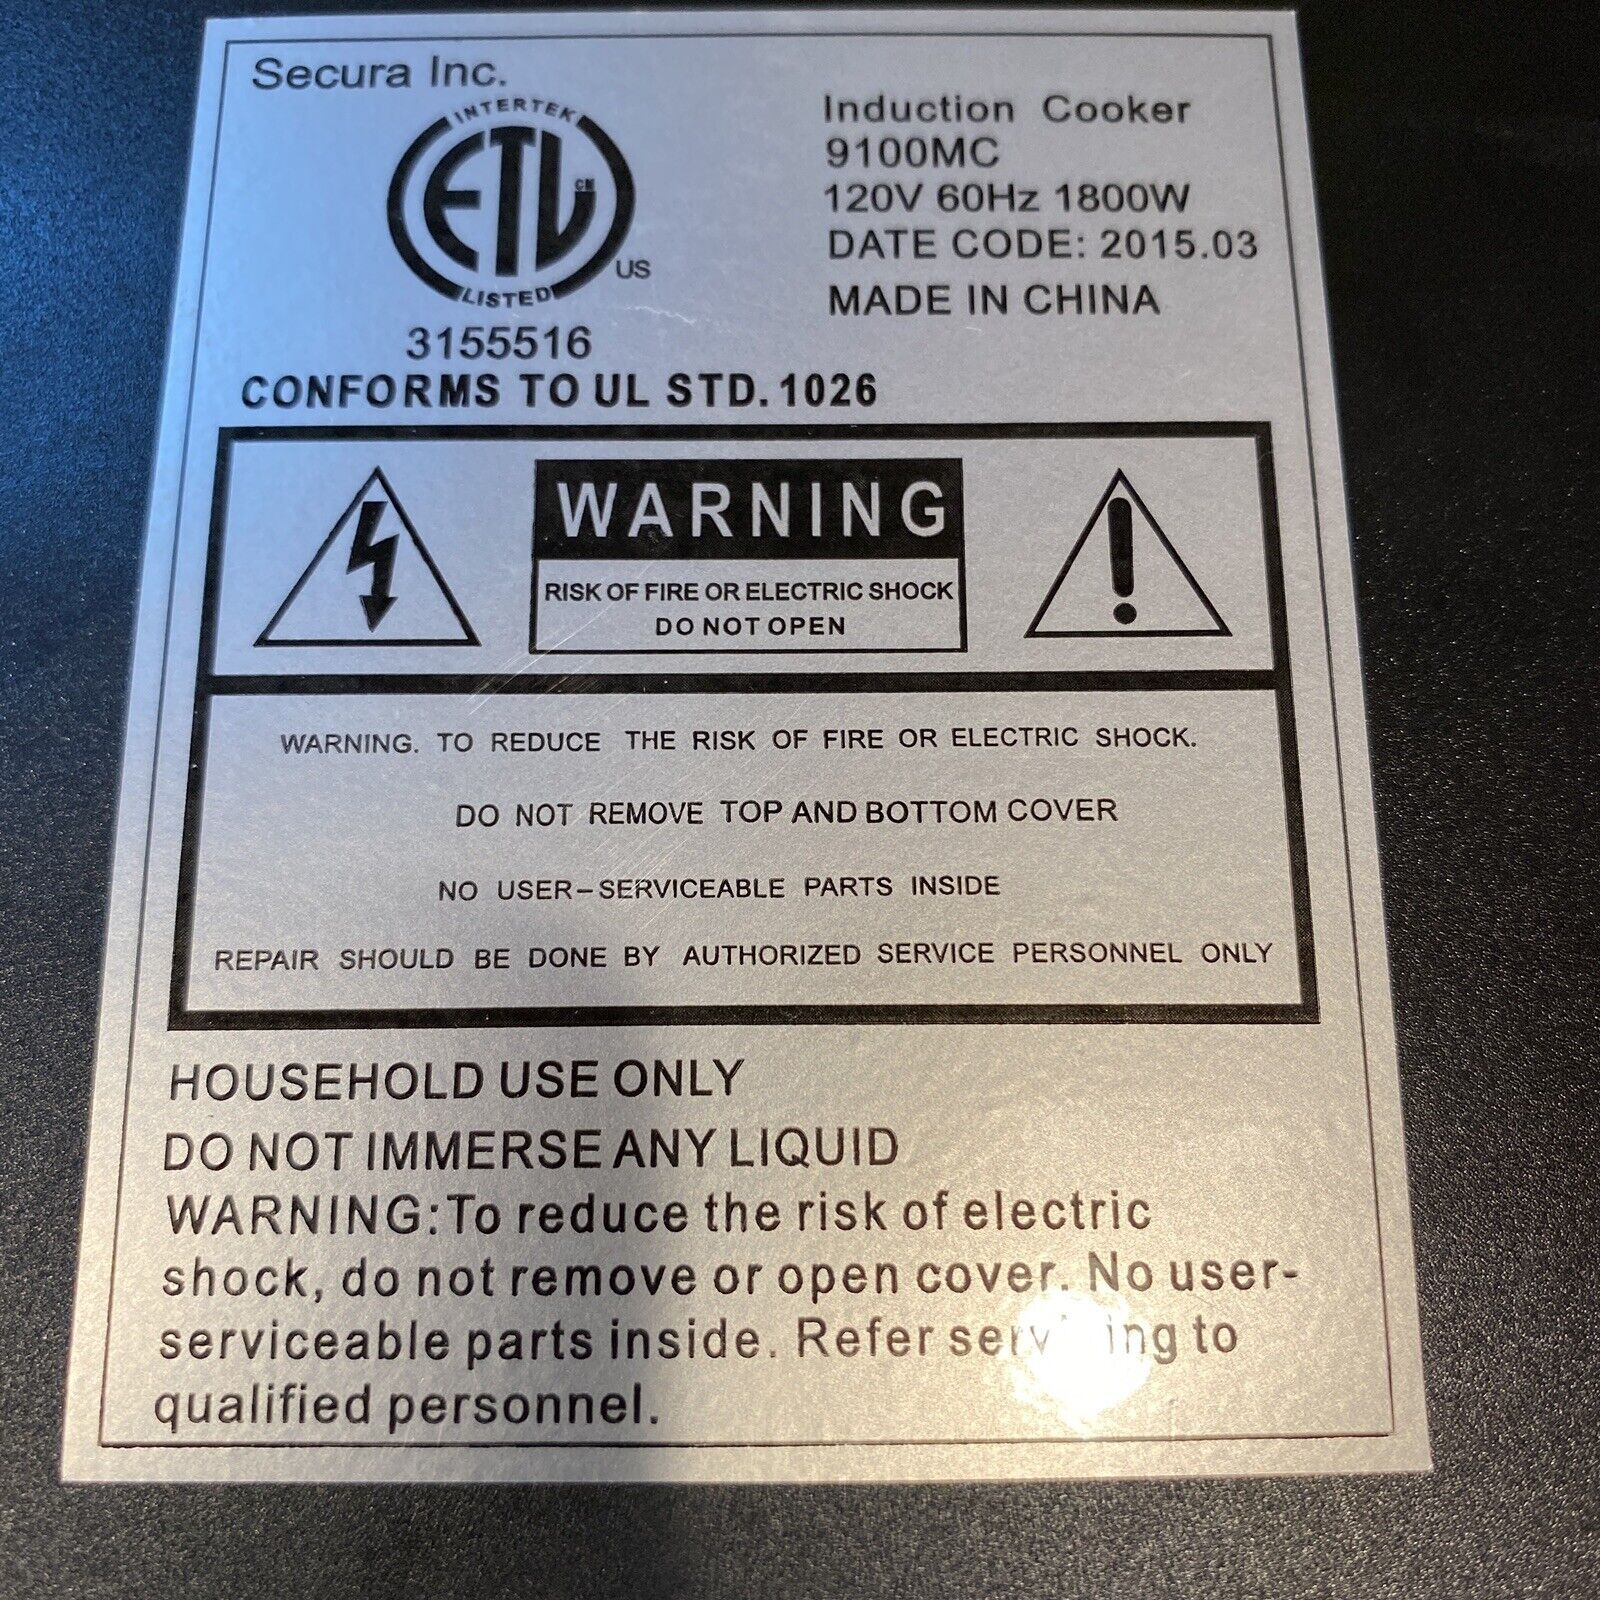 Secura Inc.
INTERTEK
ETL
CM
LISTED
US
3155516
CONFORMS TO UL STD. 1026
Induction Cooker
9100MC
120V 60Hz 1800W
DATE CODE: 2015.03
MADE IN CHINA
WARNING
RISK OF FIRE OR ELECTRIC SHOCK
DO NOT OPEN
WARNING. TO REDUCE THE RISK OF FIRE OR ELECTRIC SHOCK.
DO NOT REMOVE TOP AND BOTTOM COVER
NO USER-SERVICEABLE PARTS INSIDE
REPAIR SHOULD BE DONE BY AUTHORIZED SERVICE PERSONNEL ONLY
HOUSEHOLD USE ONLY
DO NOT IMMERSE ANY LIQUID
WARNING:To reduce the risk of electric
shock, do not remove or open cover. No user-
serviceable parts inside. Refer servicing to
qualified personnel.